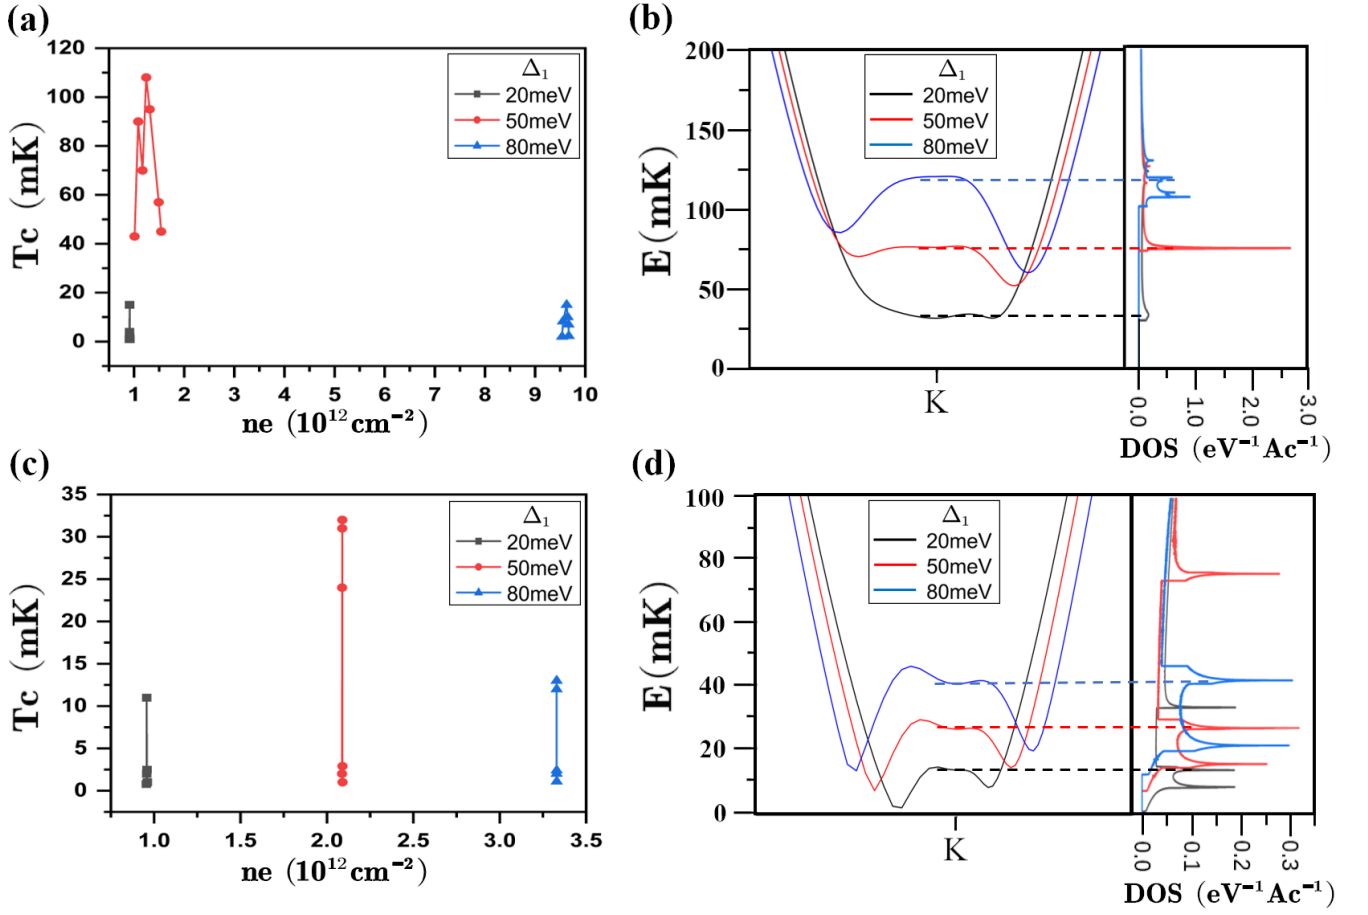 (a)
120
100
80
60
40
20
0
Tc (mK)
1 2 3 4 5 6 7 8 9 10
ne (10¹²cm⁻²)
Δ₁
20meV
50meV
80meV
(b)
200
150
100
50
0
E(mK)
K
Δ₁
20meV
50meV
80meV
0.0 1.0 1.0 3.0
DOS (eV⁻¹Ac⁻¹)
(c)
35
30
25
20
15
10
5
0
Tc (mK)
1.0 1.5 2.0 2.5 3.0 3.5
ne (10¹²cm⁻²)
Δ₁
20meV
50meV
80meV
(d)
100
80
60
40
20
0
E(mK)
K
Δ₁
20meV
50meV
80meV
0.0 0.1 0.2 0.3
DOS (eV⁻¹Ac⁻¹)